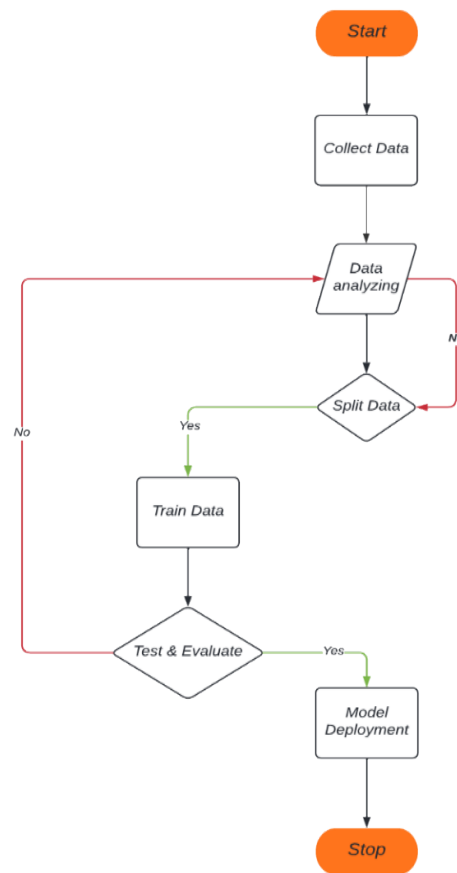 Start
Collect Data
Data
analyzing
N
Split Data
Yes
No
Train Data
Test & Evaluate
Yes
Model
Deployment
Stop